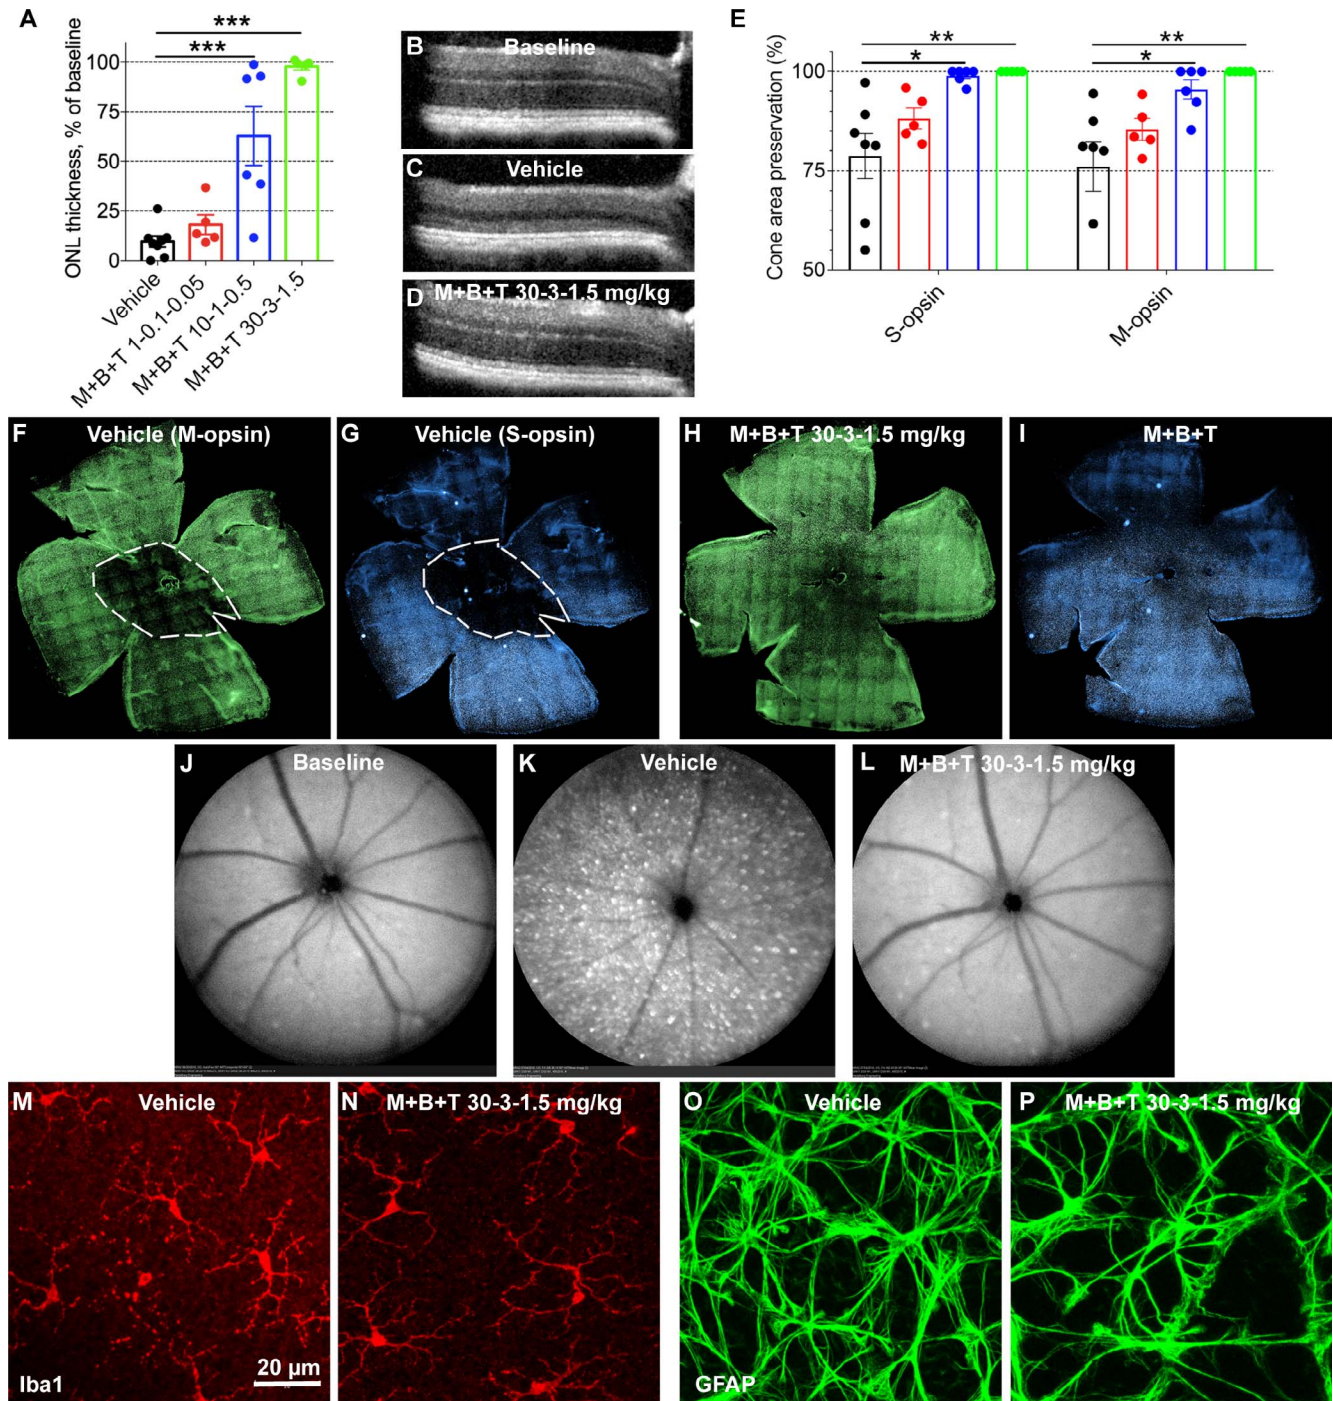 A
***
***
ONL thickness, % of baseline
100
75
50
25
0
Vehicle
M+B+T 1-0.1-0.05
M+B+T 10-1-0.5
M+B+T 30-3-1.5
B
Baseline
C
Vehicle
D
M+B+T 30-3-1.5 mg/kg
E
**
*
**
*
Cone area preservation (%)
100
75
50
S-opsin
M-opsin
F
Vehicle (M-opsin)
G
Vehicle (S-opsin)
H
M+B+T 30-3-1.5 mg/kg
I
M+B+T
J
Baseline
K
Vehicle
L
M+B+T 30-3-1.5 mg/kg
M
Vehicle
Iba1
20 µm
N
M+B+T 30-3-1.5 mg/kg
O
Vehicle
GFAP
P
M+B+T 30-3-1.5 mg/kg